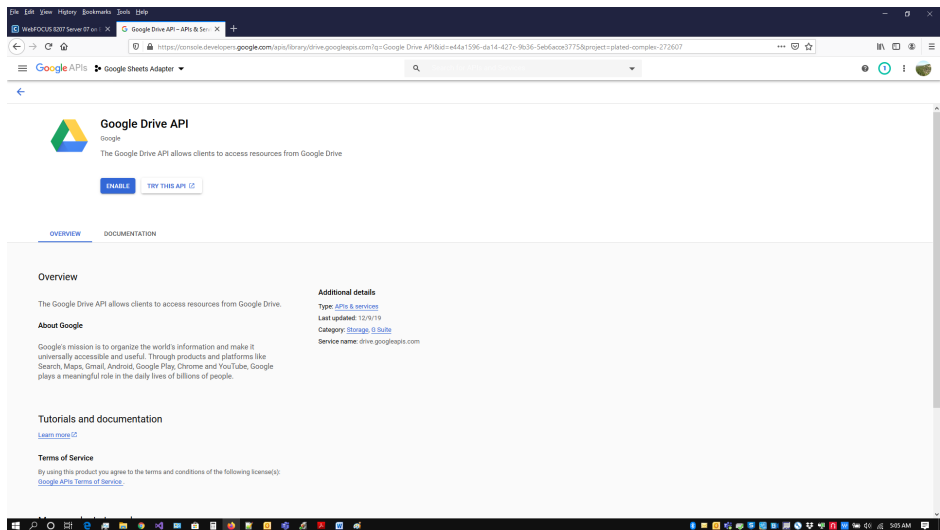 File Edit View History Bookmarks Tools Help
WebFOCUS 8207 Server 07 on
Google Drive API – APIs & Serv
https://console.developers.google.com/apis/library/drive.googleapis.com?q=Google Drive API&id=e44a1596-da14-427c-9b36-5eb6acce3775&project=plated-complex-272607
Google APIs Google Sheets Adapter
1
Google Drive API
Google
The Google Drive API allows clients to access resources from Google Drive
ENABLE TRY THIS API
OVERVIEW DOCUMENTATION
Overview
The Google Drive API allows clients to access resources from Google Drive.
About Google
Google's mission is to organize the world's information and make it
universally accessible and useful. Through products and platforms like
Search, Maps, Gmail, Android, Google Play, Chrome and YouTube, Google
plays a meaningful role in the daily lives of billions of people.
Additional details
Type: APIs & services
Last updated: 12/9/19
Category: Storage, G Suite
Service name: drive.googleapis.com
Tutorials and documentation
Learn more
Terms of Service
By using this product you agree to the terms and conditions of the following license(s):
Google APIs Terms of Service.
5:05 AM